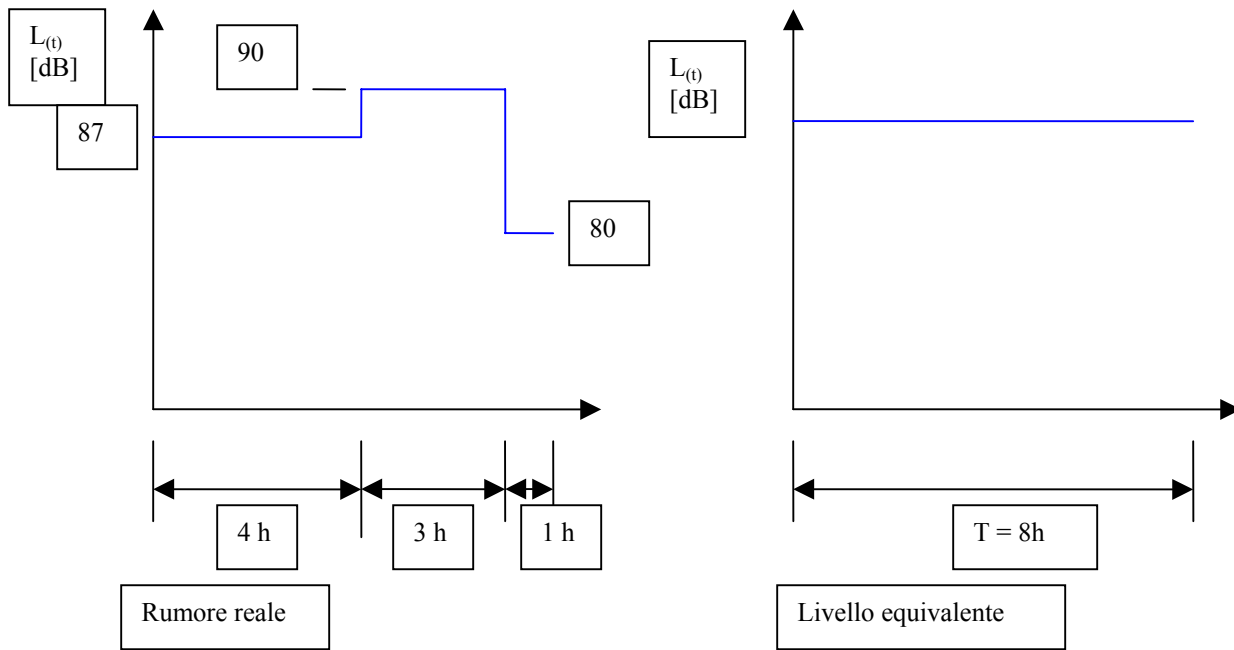 L(t)
[dB]
87
90
80
4 h
3 h
1 h
Rumore reale
L(t)
[dB]
T = 8h
Livello equivalente